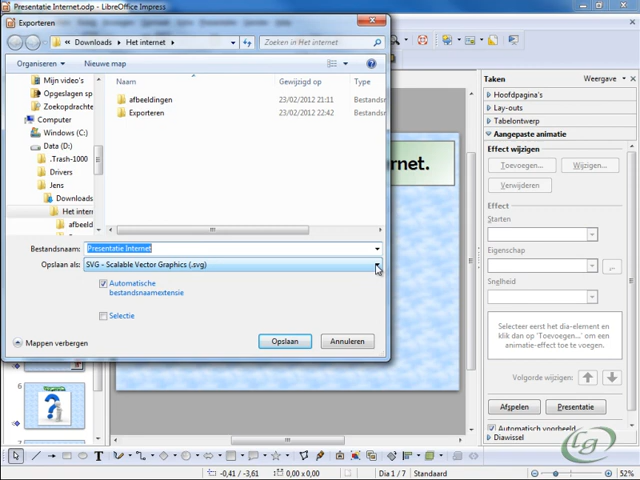 Presentatie Internet.odp - LibreOffice Impress
Exporteren
Downloads Het internet
Zoeken in Het internet
Organiseren Nieuwe map
Mijn video's
Opgeslagen sp
Zoekopdrachte
Computer
Windows (C:)
Data (D:)
.Trash-1000
Drivers
Jens
Downloads
Het intern
afbeeld
Naam Gewijzigd op Type
afbeeldingen 23/02/2012 21:11 Bestands
Exporteren 23/02/2012 22:42 Bestands
Bestandsnaam: Presentatie Internet
Opslaan als: SVG - Scalable Vector Graphics (.svg)
Automatische
bestandsnaamextensie
Selectie
Mappen verbergen
Opslaan
Annuleren
rnet.
Taken Weergave
Hoofdpagina's
Lay-outs
Tabelontwerp
Aangepaste animatie
Effect wijzigen
Toevoegen... Wijzigen...
Verwijderen
Effect
Starten
Eigenschap
Snelheid
Selecteer eerst het dia-element en
klik dan op 'Toevoegen...' om een
animatie-effect toe te voegen.
Volgorde wijzigen:
Afspelen Presentatie
Automatisch voorbeeld
Diawissel
lg
6
7
-0,41 / -3,61 0,00 x 0,00 Dia 1 / 7 Standaard 52%